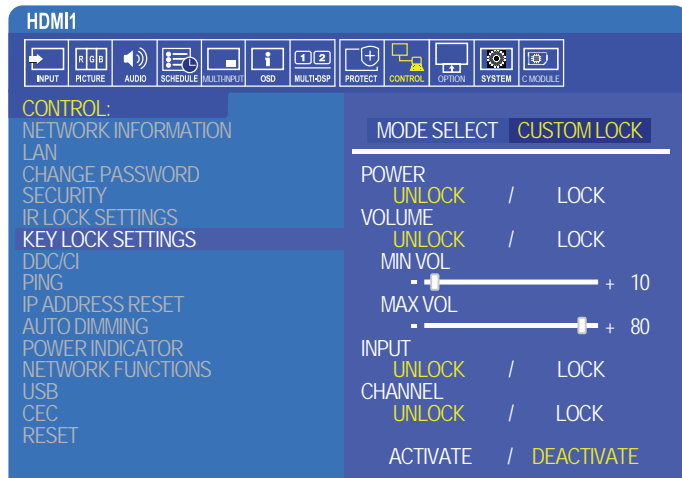 HDMI1
INPUT RGB PICTURE AUDIO SCHEDULE MULTI-INPUT i OSD 1 2 MULTI-DSP PROTECT CONTROL OPTION SYSTEM C MODULE
CONTROL:
NETWORK INFORMATION
LAN
CHANGE PASSWORD
SECURITY
IR LOCK SETTINGS
KEY LOCK SETTINGS
DDC/CI
PING
IP ADDRESS RESET
AUTO DIMMING
POWER INDICATOR
NETWORK FUNCTIONS
USB
CEC
RESET
MODE SELECT CUSTOM LOCK
POWER
UNLOCK / LOCK
VOLUME
UNLOCK / LOCK
MIN VOL
- + 10
MAX VOL
- + 80
INPUT
UNLOCK / LOCK
CHANNEL
UNLOCK / LOCK
ACTIVATE / DEACTIVATE